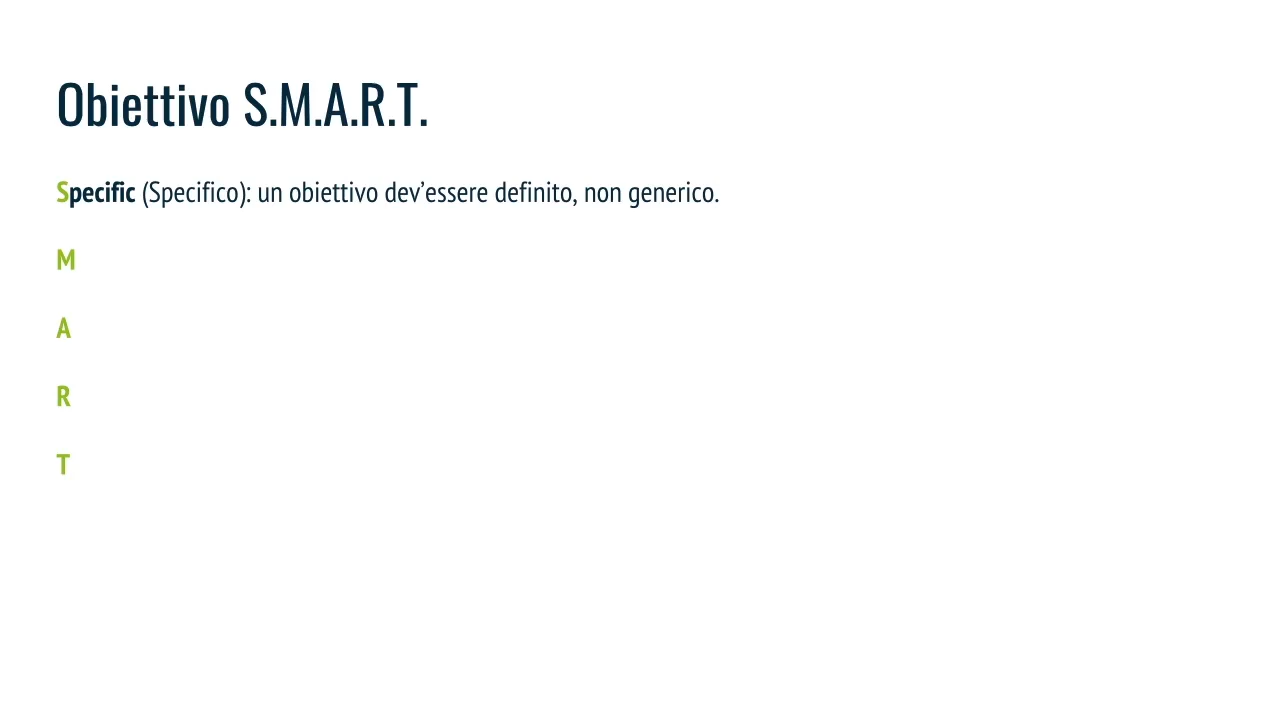 Obiettivo S.M.A.R.T.
Specific (Specifico): un obiettivo dev’essere definito, non generico.
M
A
R
T